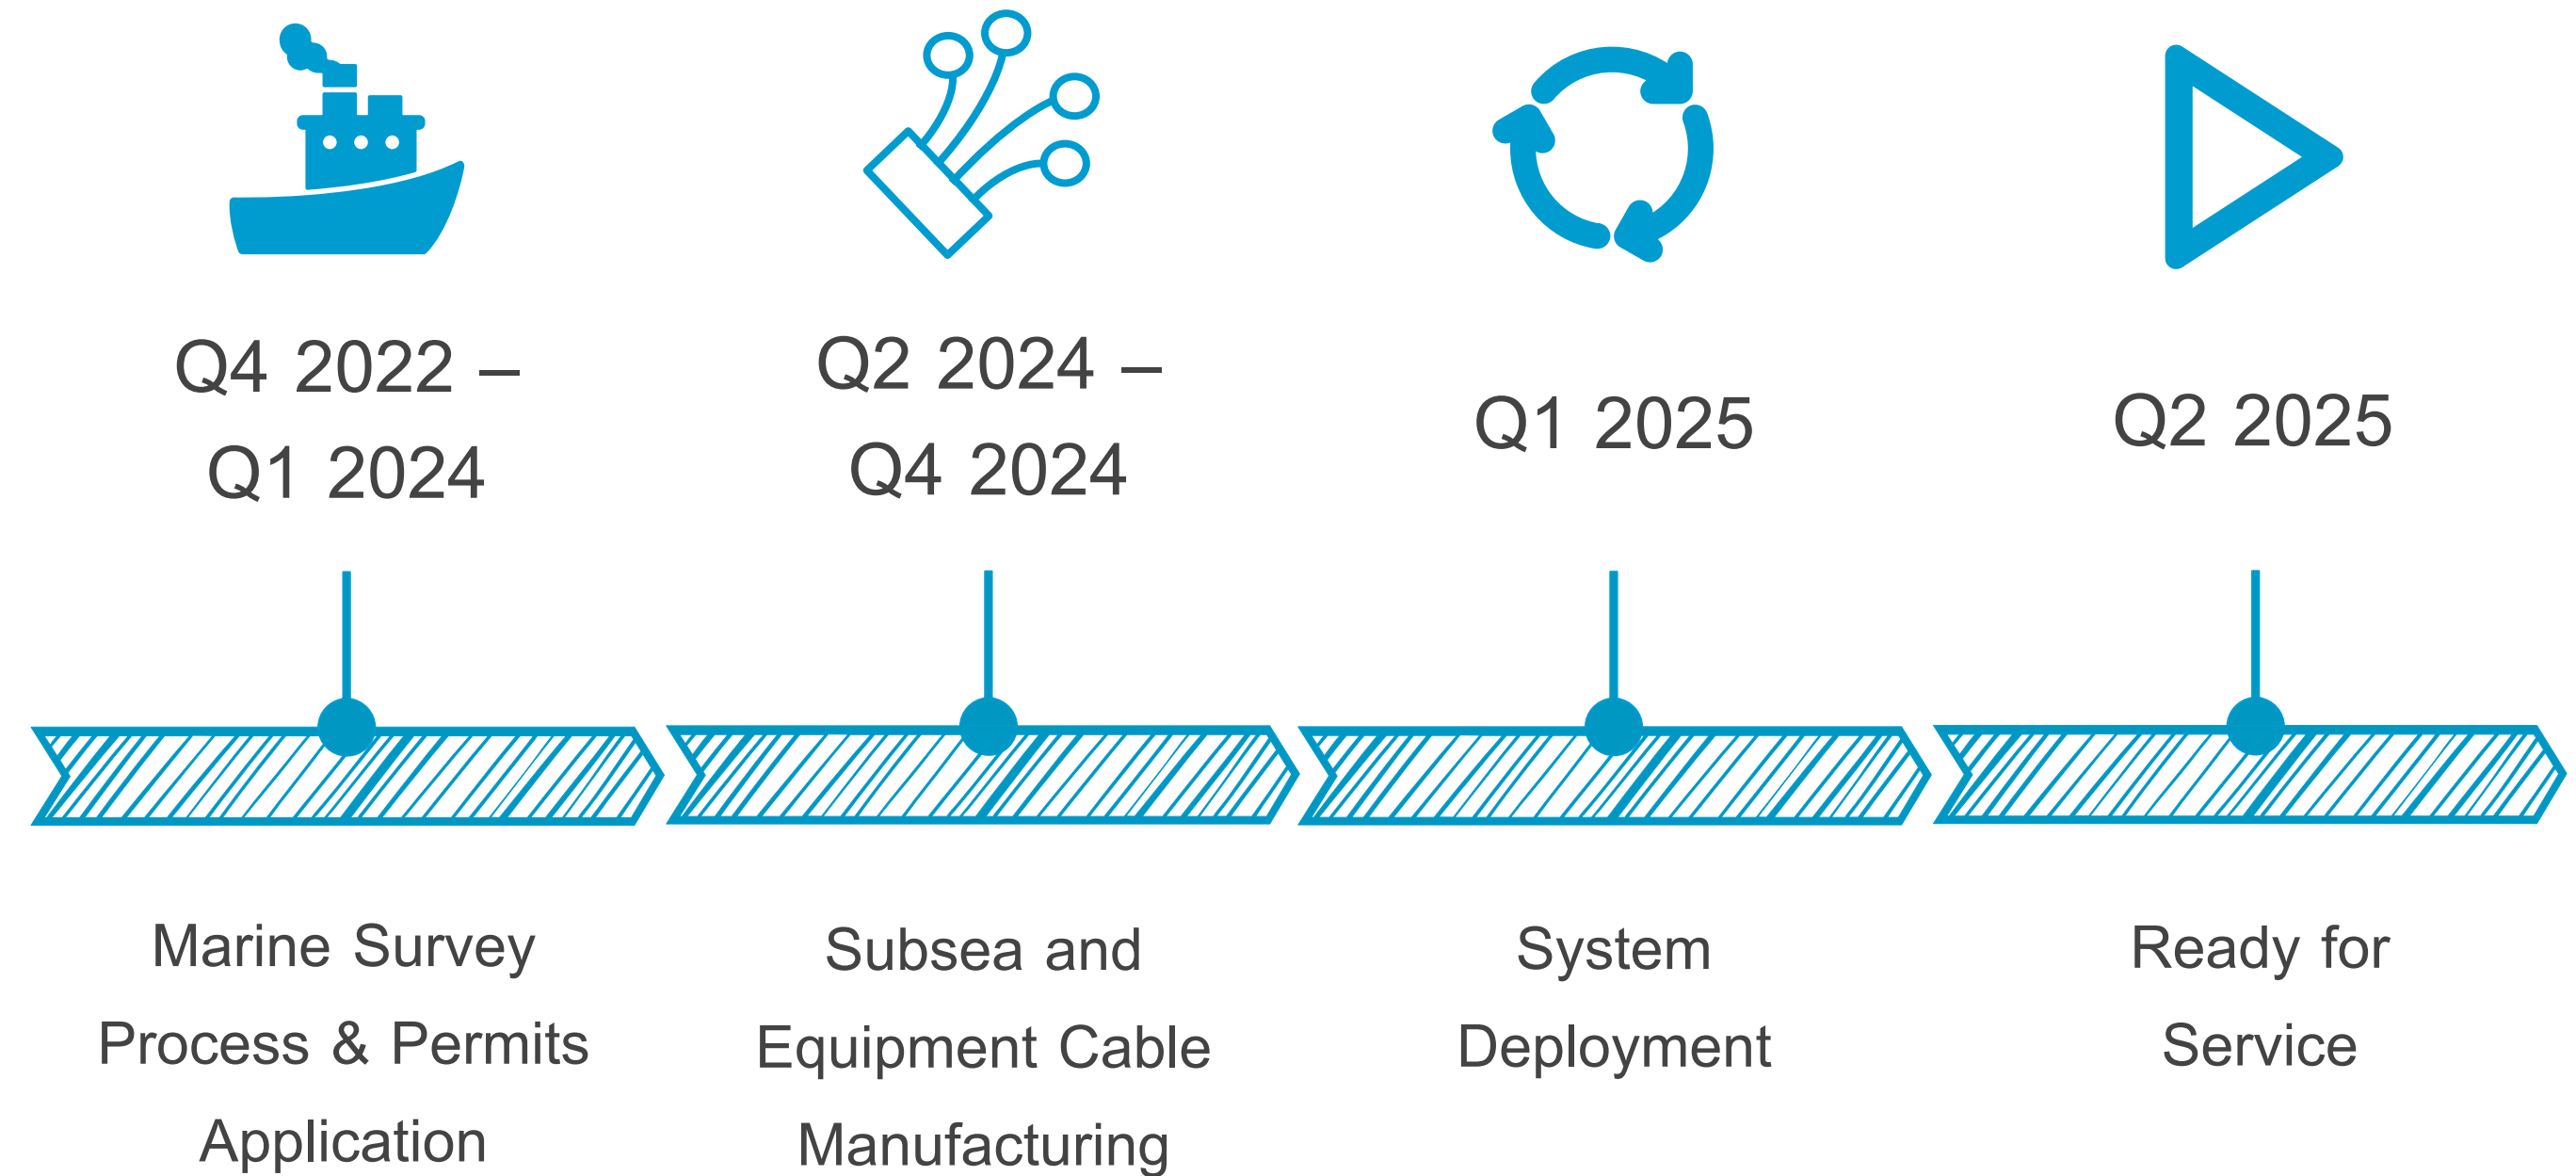 Q4 2022 –
Q1 2024
Q2 2024 –
Q4 2024
Q1 2025
Q2 2025
Marine Survey
Process & Permits
Application
Subsea and
Equipment Cable
Manufacturing
System
Deployment
Ready for
Service